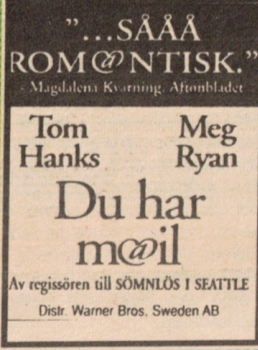 "...SÅÅÅ
ROM@NTISK."
- Magdalena Kvarning, Aftonbladet
Tom Meg
Hanks Ryan
Du har
m@il
Av regissören till SÖMNLÖS I SEATTLE
Distr. Warner Bros. Sweden AB